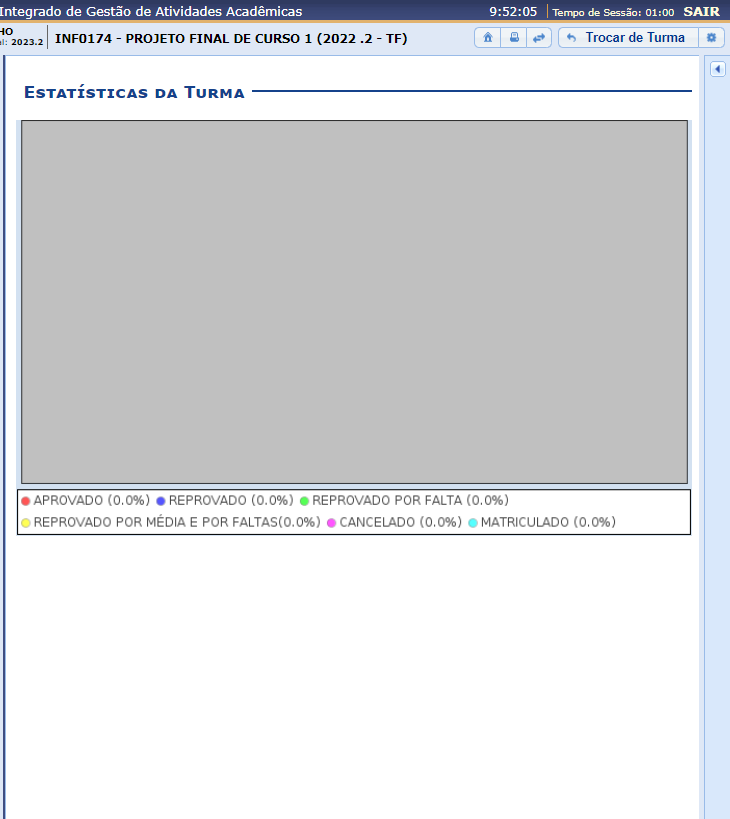 Integrado de Gestão de Atividades Acadêmicas 9:52:05 Tempo de Sessão: 01:00 SAIR
INF0174 - PROJETO FINAL DE CURSO 1 (2022 .2 - TF) Trocar de Turma
2023.2
Estatísticas da Turma
APROVADO (0.0%) REPROVADO (0.0%) REPROVADO POR FALTA (0.0%)
REPROVADO POR MÉDIA E POR FALTAS(0.0%) CANCELADO (0.0%) MATRICULADO (0.0%)